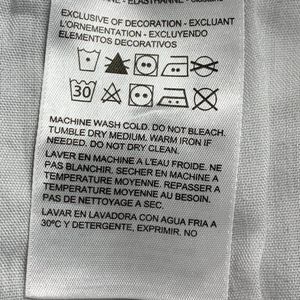 EXCLUSIVE OF DECORATION - EXCLUANT
L'ORNEMENTATION - EXCLUYENDO
ELEMENTOS DECORATIVOS
30
MACHINE WASH COLD. DO NOT BLEACH.
TUMBLE DRY MEDIUM. WARM IRON IF
NEEDED. DO NOT DRY CLEAN.
LAVER EN MACHINE A L'EAU FROIDE. NE
PAS BLANCHIR. SECHER EN MACHINE A
TEMPERATURE MOYENNE. REPASSER A
TEMPERATURE MOYENNE AU BESOIN.
PAS DE NETTOYAGE A SEC.
LAVAR EN LAVADORA CON AGUA FRIA A
30ºC Y DETERGENTE, EXPRIMIR. NO